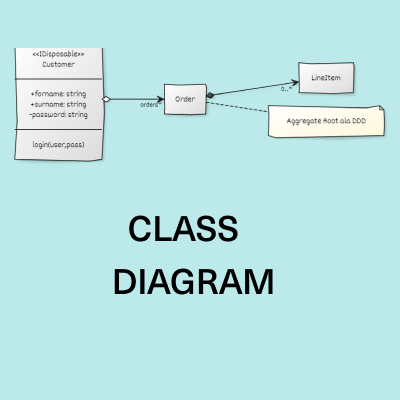 <<IDisposable>>
Customer
+forname: string
+surname: string
-password: string
login(user,pass)
orders*
Order
0..*
LineItem
Aggregate Root ala DDD
CLASS
DIAGRAM